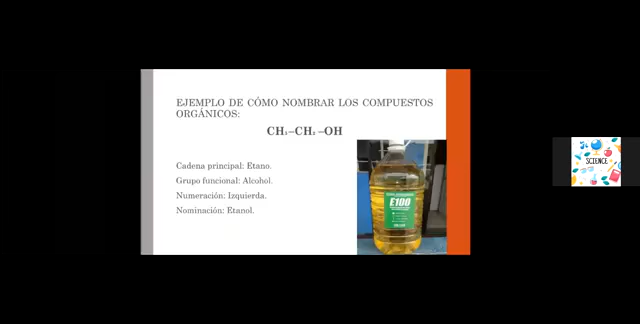 EJEMPLO DE CÓMO NOMBRAR LOS COMPUESTOS
ORGÁNICOS:
CH₃–CH₂ –OH
Cadena principal: Etano.
Grupo funcional: Alcohol.
Numeración: Izquierda.
Nominación: Etanol.
E100
SCIENCE